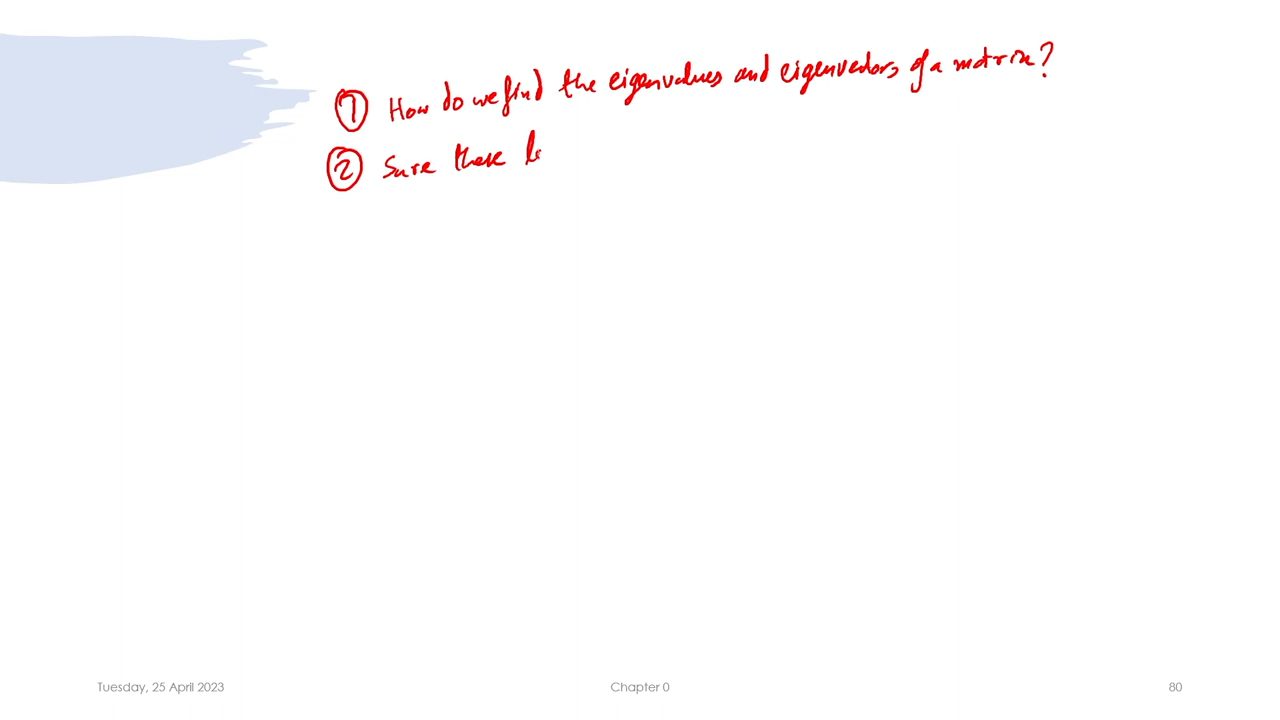 ① How do we find the eigenvalues and eigenvectors of a matrix?
② Sure these
Tuesday, 25 April 2023
Chapter 0
80